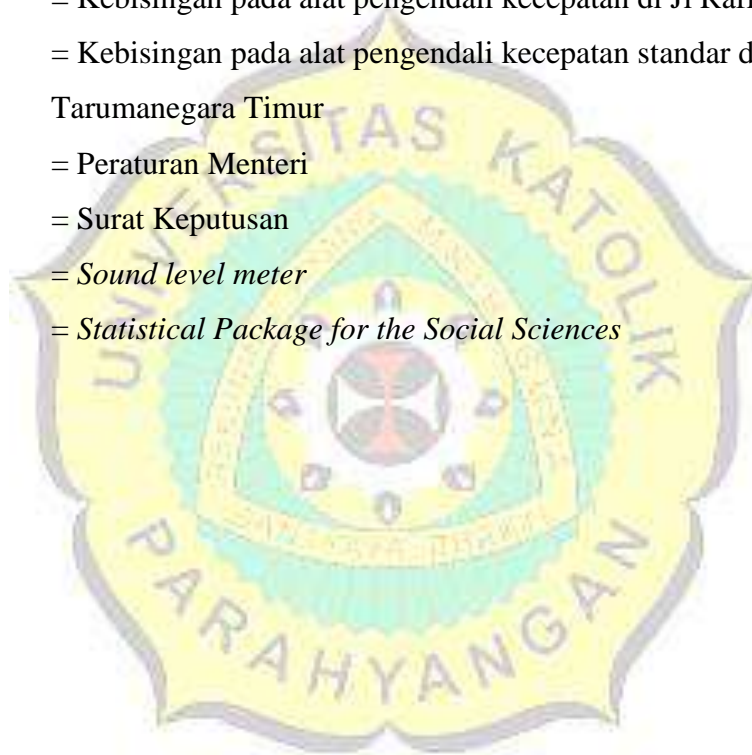 = Kebisingan pada alat pengendali kecepatan di Jl
= Kebisingan pada alat pengendali kecepatan standar d
Tarumanegara Timur
= Peraturan Menteri
= Surat Keputusan
= Sound level meter
= Statistical Package for the Social Sciences
UNIVERSITAS KATOLIK
PARAHYANGAN